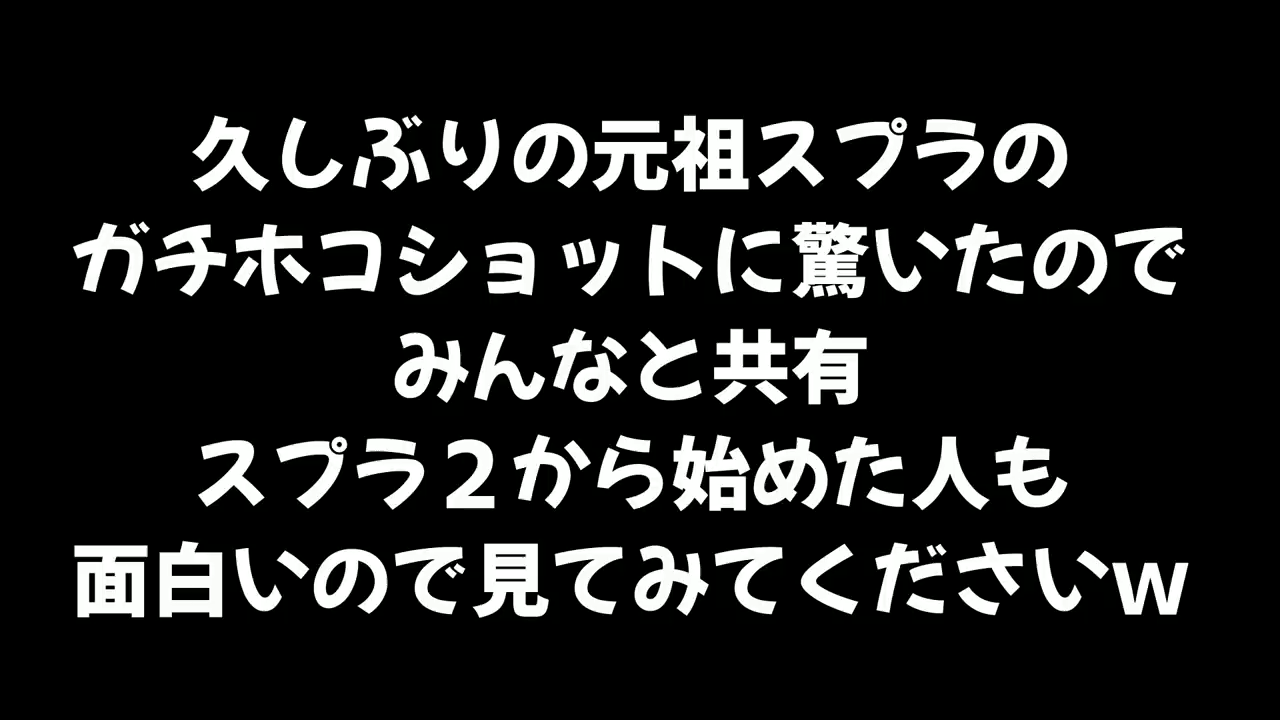 久しぶりの元祖スプラの
ガチホコショットに驚いたので
みんなと共有
スプラ２から始めた人も
面白いので見てみてくださいw